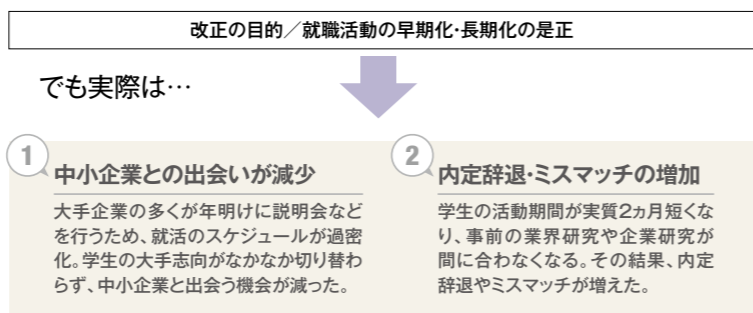 改正の目的／就職活動の早期化・長期化の是正
でも実際は…
1
中小企業との出会いが減少
大手企業の多くが年明けに説明会など
を行うため、就活のスケジュールが過密
化。学生の大手志向がなかなか切り替わ
らず、中小企業と出会う機会が減った。
2
内定辞退・ミスマッチの増加
学生の活動期間が実質2ヵ月短くな
り、事前の業界研究や企業研究が
間に合わなくなる。その結果、内定
辞退やミスマッチが増えた。